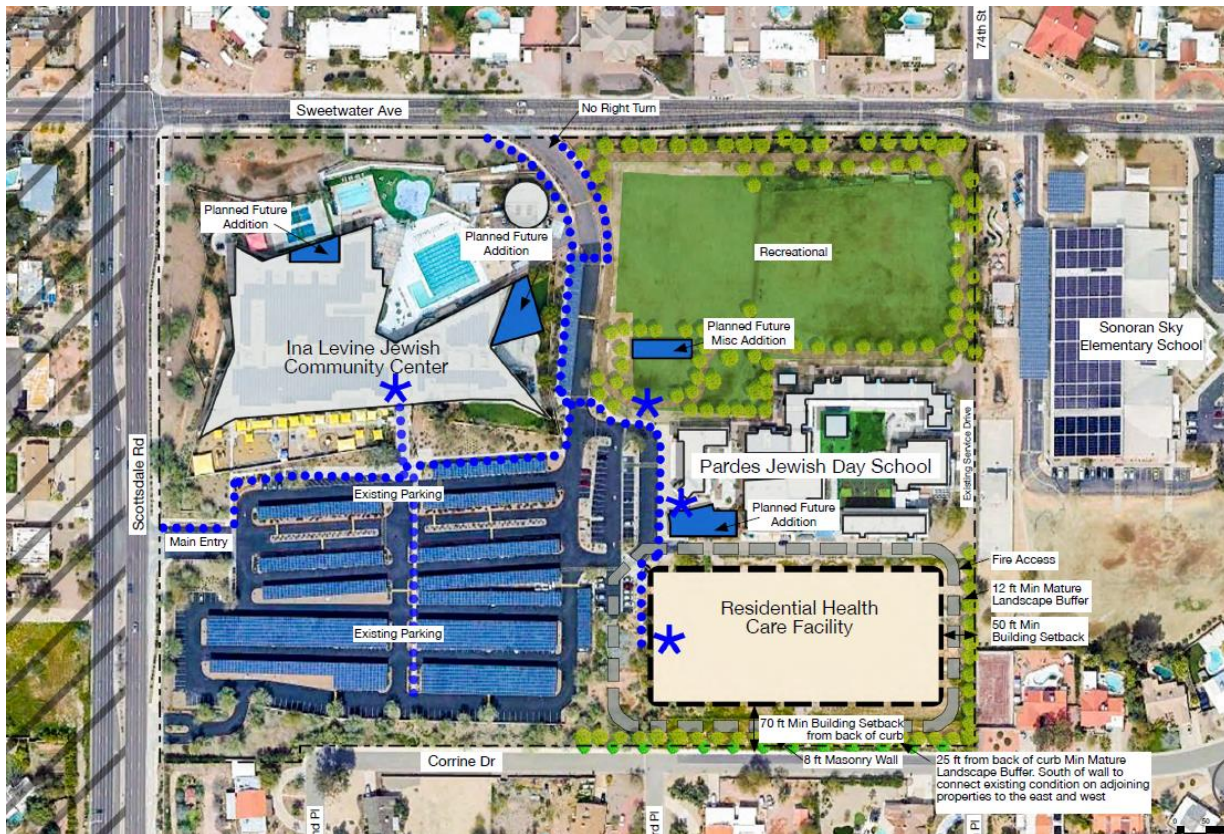 74th St
Sweetwater Ave
No Right Turn
Planned Future
Addition
Planned Future
Addition
Recreational
Planned Future
Misc Addition
Sonoran Sky
Elementary School
Ina Levine Jewish
Community Center
Scottsdale Rd
Existing Service Drive
Pardes Jewish Day School
Existing Parking
Planned Future
Addition
Main Entry
Fire Access
12 ft Min Mature
Landscape Buffer
Residential Health
Care Facility
50 ft Min
Building Setback
Existing Parking
70 ft Min Building Setback
from back of curb
Corrine Dr
8 ft Masonry Wall
25 ft from back of curb Min Mature
Landscape Buffer. South of wall to
connect existing condition on adjoining
properties to the east and west
rd Pl
Pl
0 50